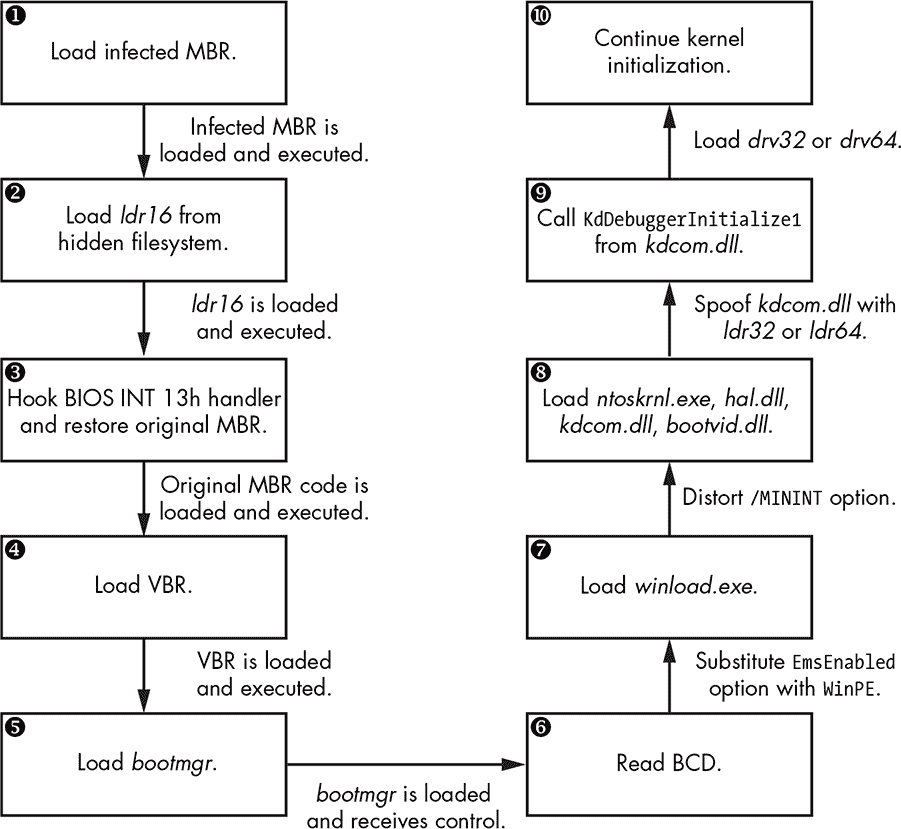 ❶
Load infected MBR.
Infected MBR is
loaded and executed.
❷
Load ldr16 from
hidden filesystem.
ldr16 is loaded
and executed.
❸
Hook BIOS INT 13h handler
and restore original MBR.
Original MBR code is
loaded and executed.
❹
Load VBR.
VBR is loaded
and executed.
❺
Load bootmgr.
bootmgr is loaded
and receives control.
❻
Read BCD.
Substitute EmsEnabled
option with WinPE.
❼
Load winload.exe.
Distort /MININT option.
❽
Load ntoskrnl.exe, hal.dll,
kdcom.dll, bootvid.dll.
Spoof kdcom.dll with
ldr32 or ldr64.
❾
Call KdDebuggerInitialize1
from kdcom.dll.
Load drv32 or drv64.
❿
Continue kernel
initialization.